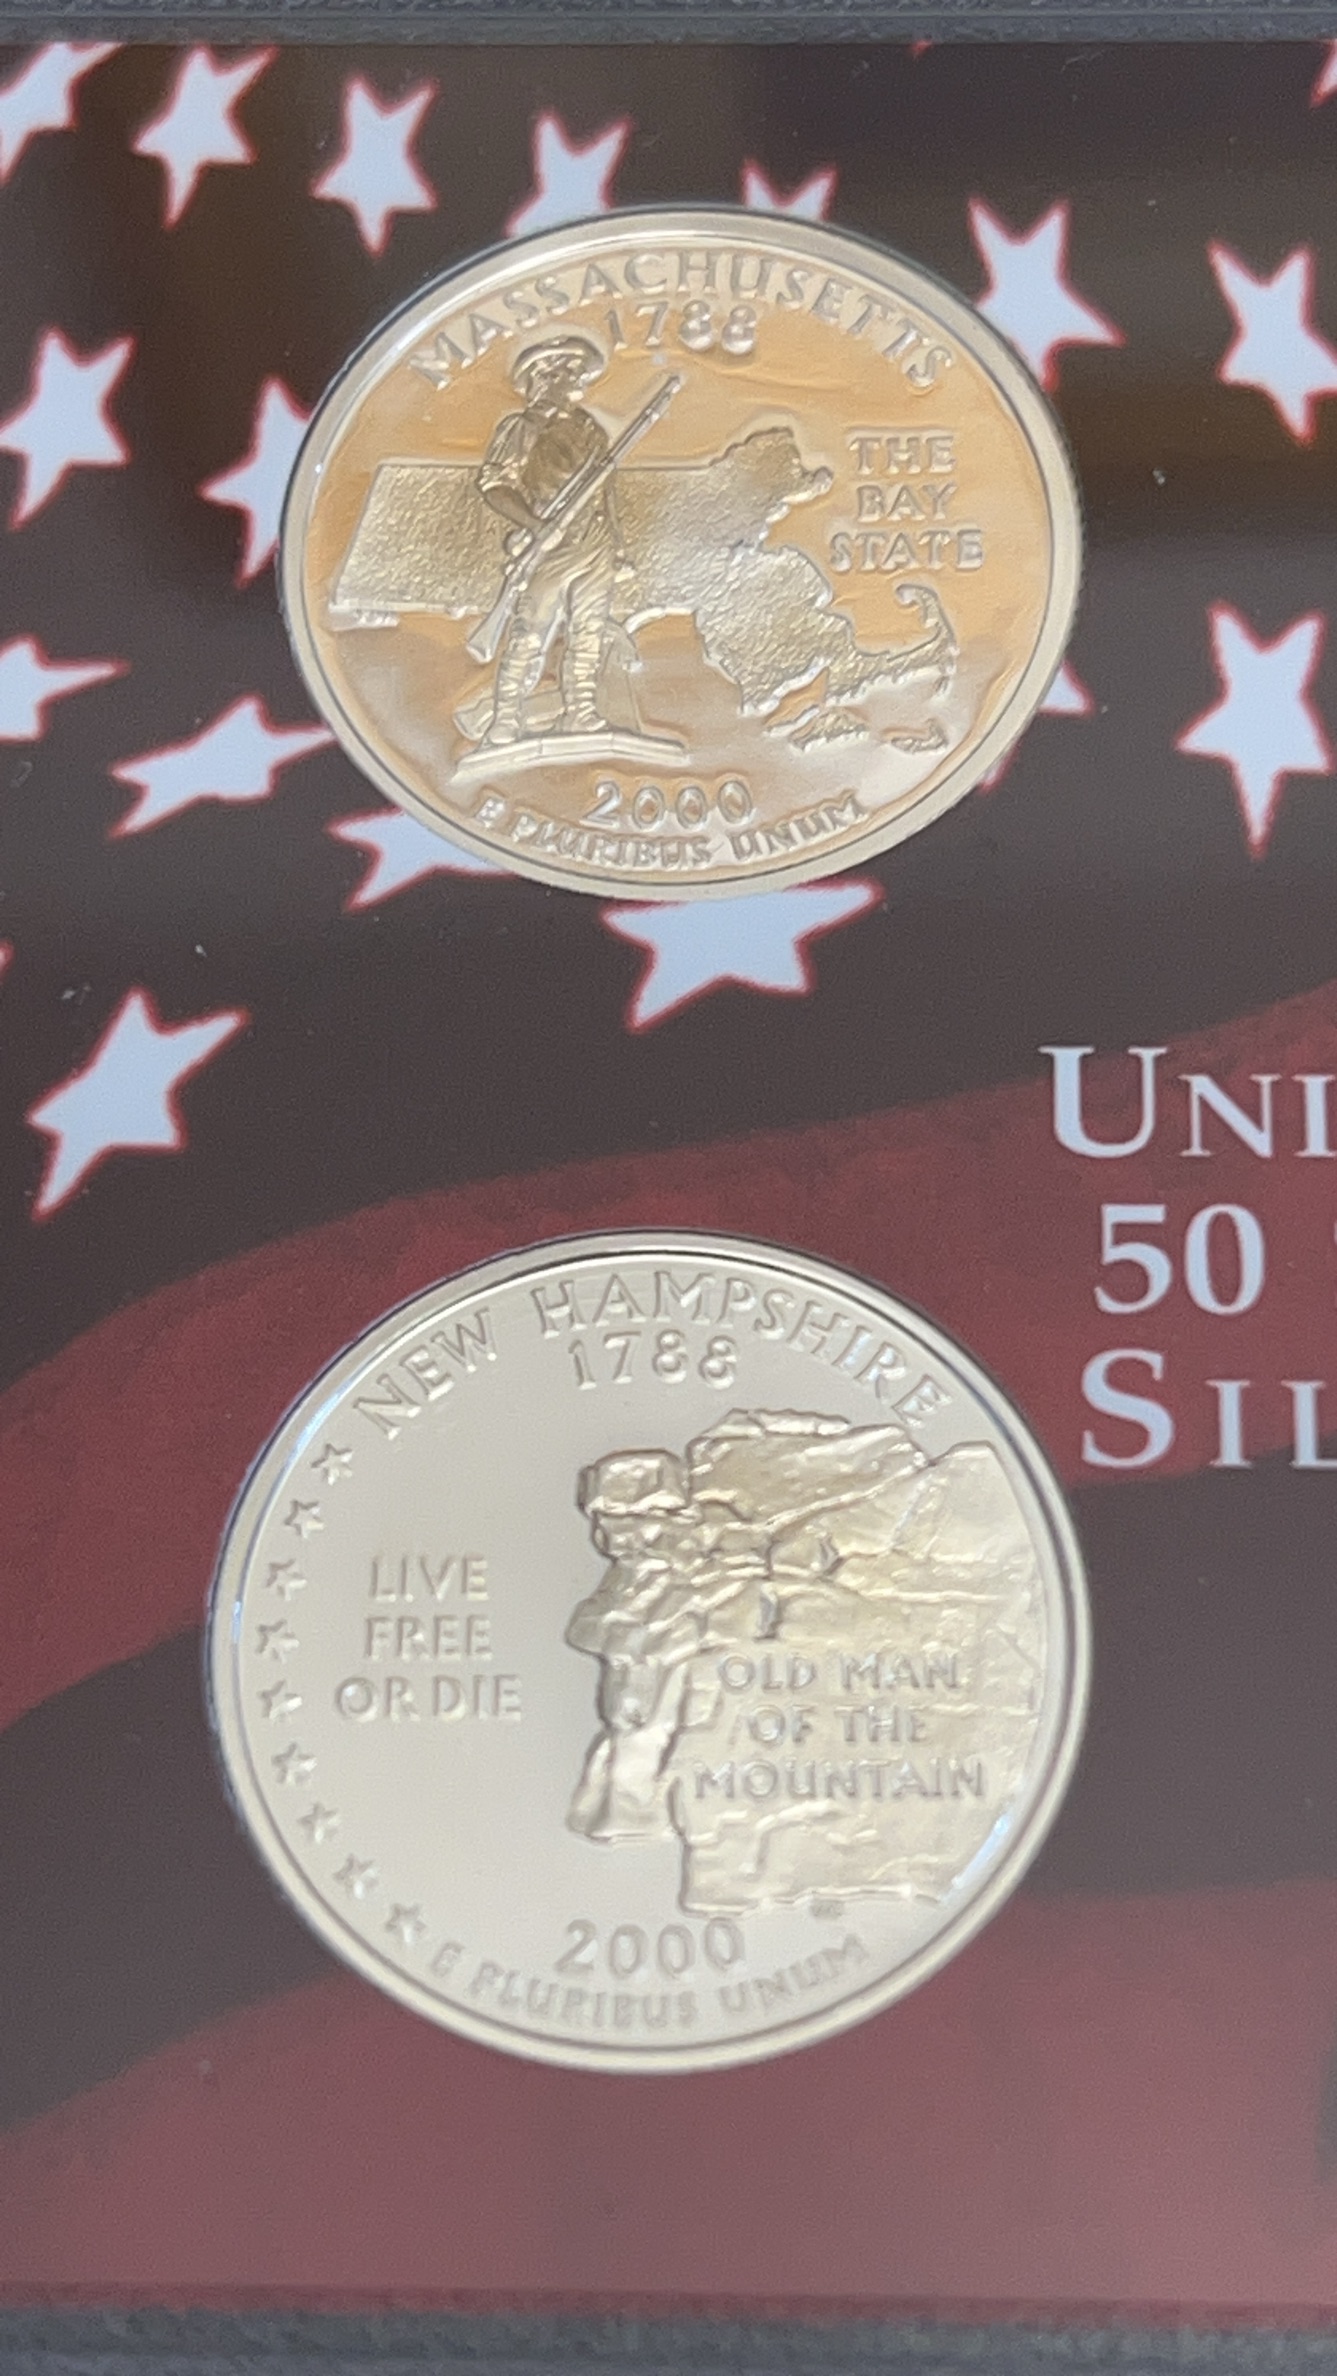 MASSACHUSETTS
1788
THE
BAY
STATE
2000
E PLURIBUS UNUM
UNI
50
SIL
NEW HAMPSHIRE
1788
LIVE
FREE
OR DIE
OLD MAN
OF THE
MOUNTAIN
2000
E PLURIBUS UNUM